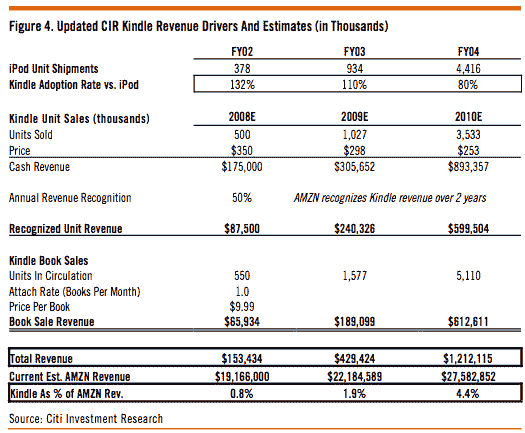 Figure 4. Updated CIR Kindle Revenue Drivers And Estimates (in Thousands)
FY02 FY03 FY04
iPod Unit Shipments 378 934 4,416
Kindle Adoption Rate vs. iPod 132% 110% 80%
Kindle Unit Sales (thousands) 2008E 2009E 2010E
Units Sold 500 1,027 3,533
Price $350 $298 $253
Cash Revenue $175,000 $305,652 $893,357
Annual Revenue Recognition 50% AMZN recognizes Kindle revenue over 2 years
Recognized Unit Revenue $87,500 $240,326 $599,504
Kindle Book Sales
Units In Circulation 550 1,577 5,110
Attach Rate (Books Per Month) 1.0
Price Per Book $9.99
Book Sale Revenue $65,934 $189,099 $612,611
Total Revenue $153,434 $429,424 $1,212,115
Current Est. AMZN Revenue $19,166,000 $22,184,589 $27,582,852
Kindle As % of AMZN Rev. 0.8% 1.9% 4.4%
Source: Citi Investment Research